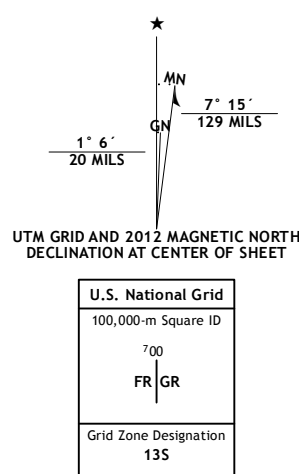 MN
GN
7° 15´
129 MILS
1° 6´
20 MILS
UTM GRID AND 2012 MAGNETIC NORTH
DECLINATION AT CENTER OF SHEET
U.S. National Grid
100,000-m Square ID
⁷00
FR GR
Grid Zone Designation
13S